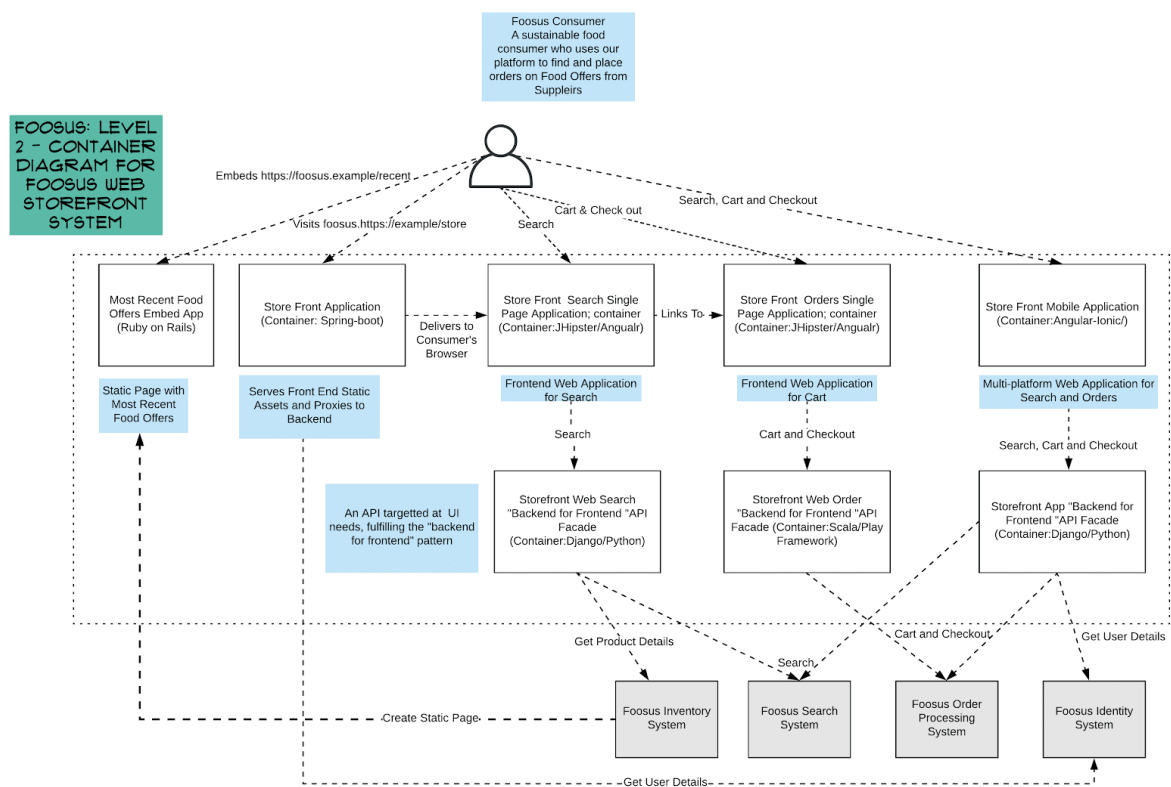 Foosus Consumer
A sustainable food
consumer who uses our
platform to find and place
orders on Food Offers from
Suppleirs
FOOSUS: LEVEL
2 - CONTAINER
DIAGRAM FOR
FOOSUS WEB
STOREFRONT
SYSTEM
Embeds https://foosus.example/recent
Visits foosus.https://example/store
Search
Cart & Check out
Search, Cart and Checkout
Most Recent Food
Offers Embed App
(Ruby on Rails)
Store Front Application
(Container: Spring-boot)
Delivers to
Consumer's
Browser
Store Front  Search Single
Page Application; container
(Container:JHipster/Angualr)
Links To
Store Front  Orders Single
Page Application; container
(Container:JHipster/Angualr)
Store Front Mobile Application
(Container:Angular-Ionic/)
Static Page with
Most Recent
Food Offers
Serves Front End Static
Assets and Proxies to
Backend
Frontend Web Application
for Search
Frontend Web Application
for Cart
Multi-platform Web Application for
Search and Orders
Search
Cart and Checkout
Search, Cart and Checkout
An API targetted at  UI
needs, fulfilling the "backend
for frontend" pattern
Storefront Web Search
"Backend for Frontend "API
Facade
(Container:Django/Python)
Storefront Web Order
"Backend for Frontend "API
Facade (Container:Scala/Play
Framework)
Storefront App "Backend for
Frontend "API Facade
(Container:Django/Python)
Get Product Details
Search
Cart and Checkout
Get User Details
Foosus Inventory
System
Foosus Search
System
Foosus Order
Processing
System
Foosus Identity
System
Create Static Page
Get User Details